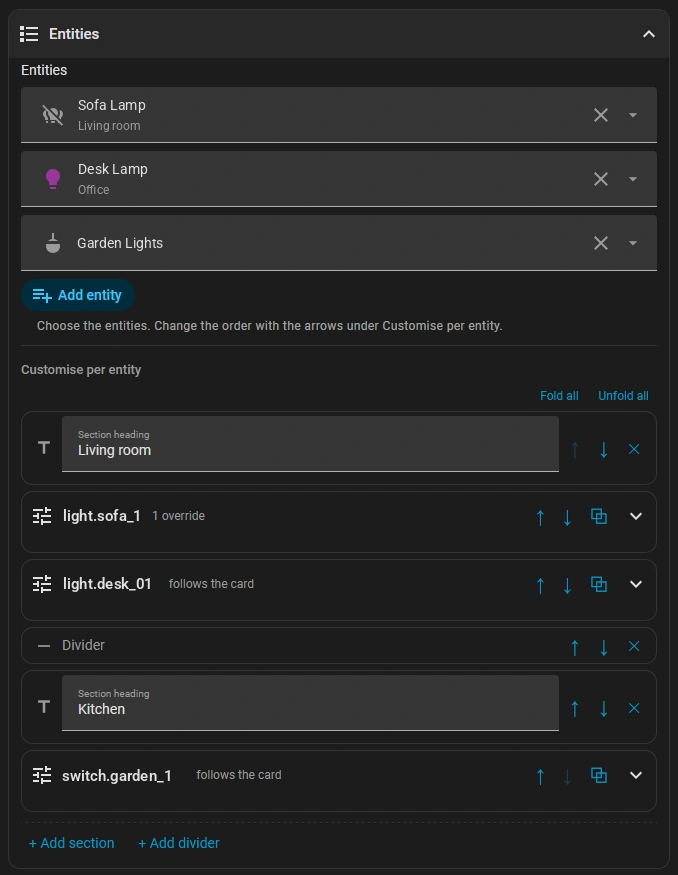 Entities
Entities
Sofa Lamp
Living room
Desk Lamp
Office
Garden Lights
Add entity
Choose the entities. Change the order with the arrows under Customise per entity.
Customise per entity
Fold all Unfold all
Section heading
Living room
light.sofa_1 1 override
light.desk_01 follows the card
Divider
Section heading
Kitchen
switch.garden_1 follows the card
+ Add section + Add divider